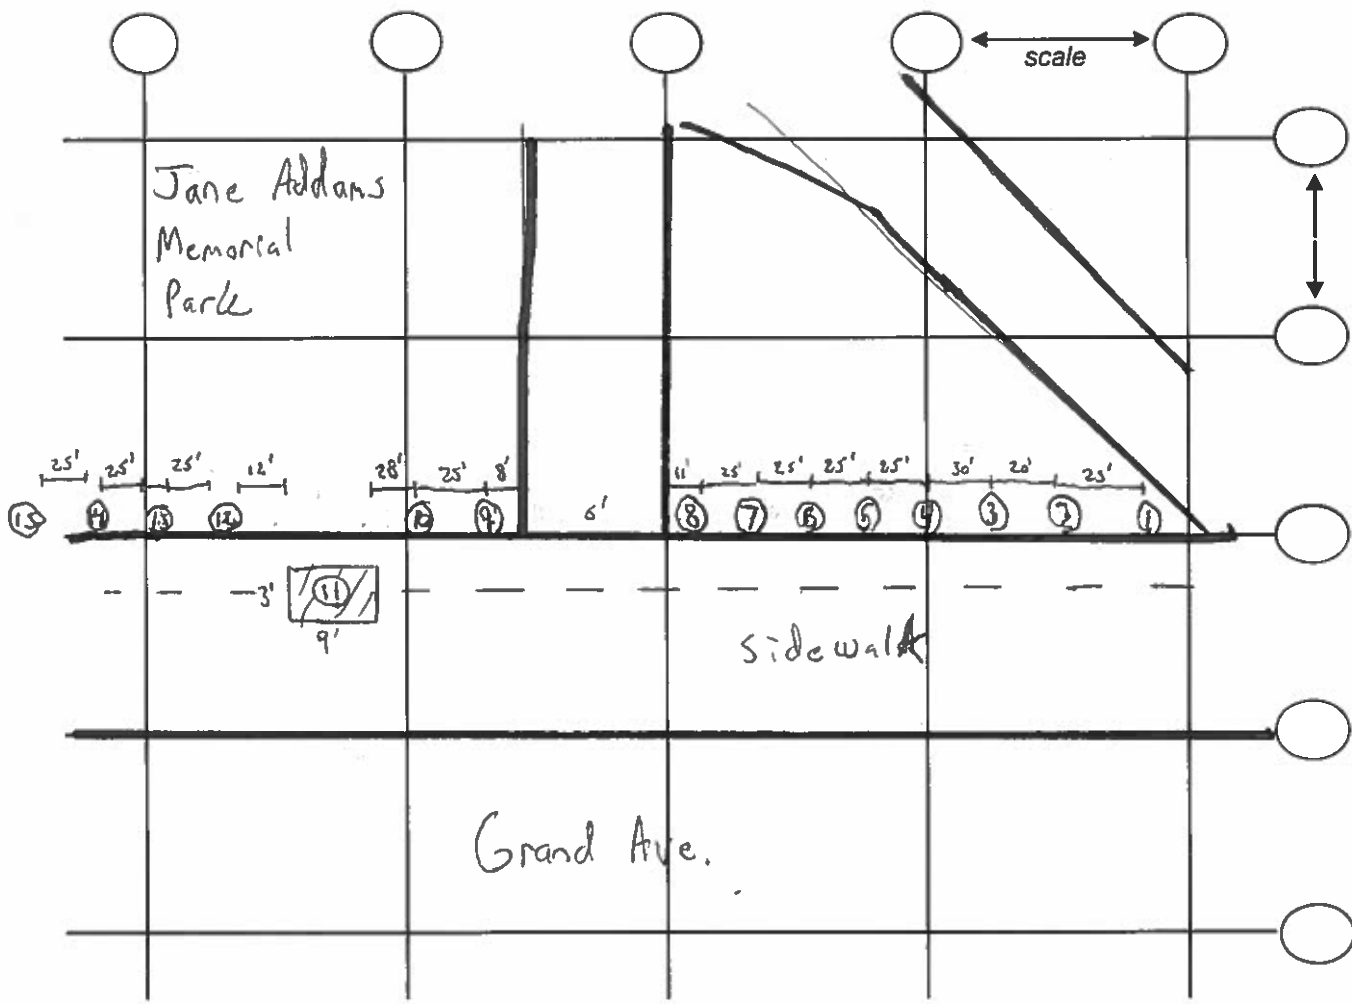 scale
Jane Addams
Memorial
Park
25' 25' 25' 12' 28' 25' 8' 11' 25' 25' 25' 25' 30' 20' 25'
15 14 13 12 10 9 6' 8 7 6 5 4 3 2 1
3' 11
9'
Sidewalk
Grand Ave.